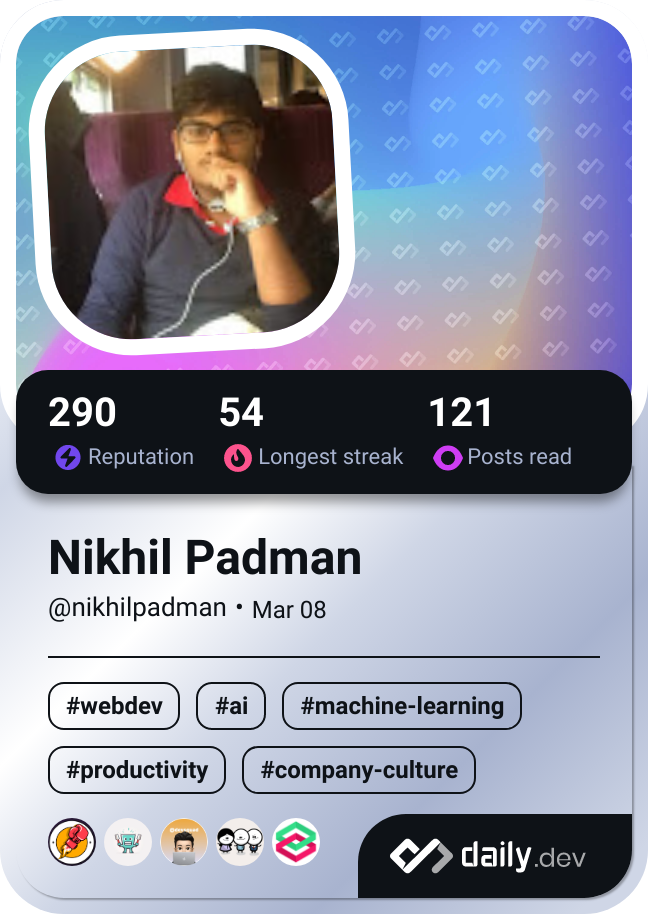 290 54 121
Reputation Longest streak Posts read
Nikhil Padman
@nikhilpadman • Mar 08
#webdev #ai #machine-learning
#productivity #company-culture
daily.dev